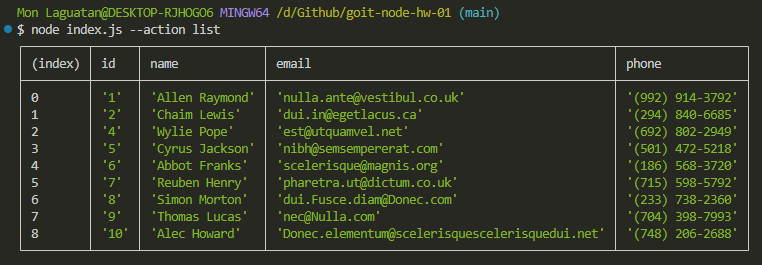 Mon Laguatan@DESKTOP-RJHOGO6 MINGW64 /d/Github/goit-node-hw-01 (main)
$ node index.js --action list
(index) id name email phone
0 '1' 'Allen Raymond' 'nulla.ante@vestibul.co.uk' '(992) 914-3792'
1 '2' 'Chaim Lewis' 'dui.in@egetlacus.ca' '(294) 840-6685'
2 '4' 'Wylie Pope' 'est@utquamvel.net' '(692) 802-2949'
3 '5' 'Cyrus Jackson' 'nibh@semsempererat.com' '(501) 472-5218'
4 '6' 'Abbot Franks' 'scelerisque@magnis.org' '(186) 568-3720'
5 '7' 'Reuben Henry' 'pharetra.ut@dictum.co.uk' '(715) 598-5792'
6 '8' 'Simon Morton' 'dui.Fusce.diam@Donec.com' '(233) 738-2360'
7 '9' 'Thomas Lucas' 'nec@Nulla.com' '(704) 398-7993'
8 '10' 'Alec Howard' 'Donec.elementum@scelerisquescelerisquedui.net' '(748) 206-2688'